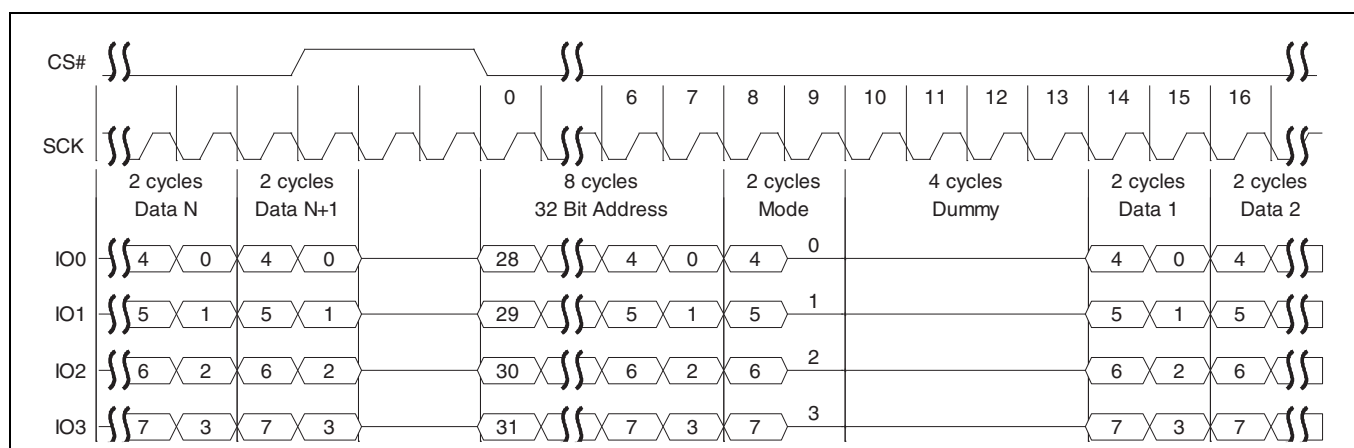 CS#
0 6 7 8 9 10 11 12 13 14 15 16
SCK
2 cycles 2 cycles 8 cycles 2 cycles 4 cycles 2 cycles 2 cycles
Data N Data N+1 32 Bit Address Mode Dummy Data 1 Data 2
IO0 4 0 4 0 28 4 0 4 0 4 0 4
IO1 5 1 5 1 29 5 1 5 1 5 1 5
IO2 6 2 6 2 30 6 2 6 2 6 2 6
IO3 7 3 7 3 31 7 3 7 3 7 3 7